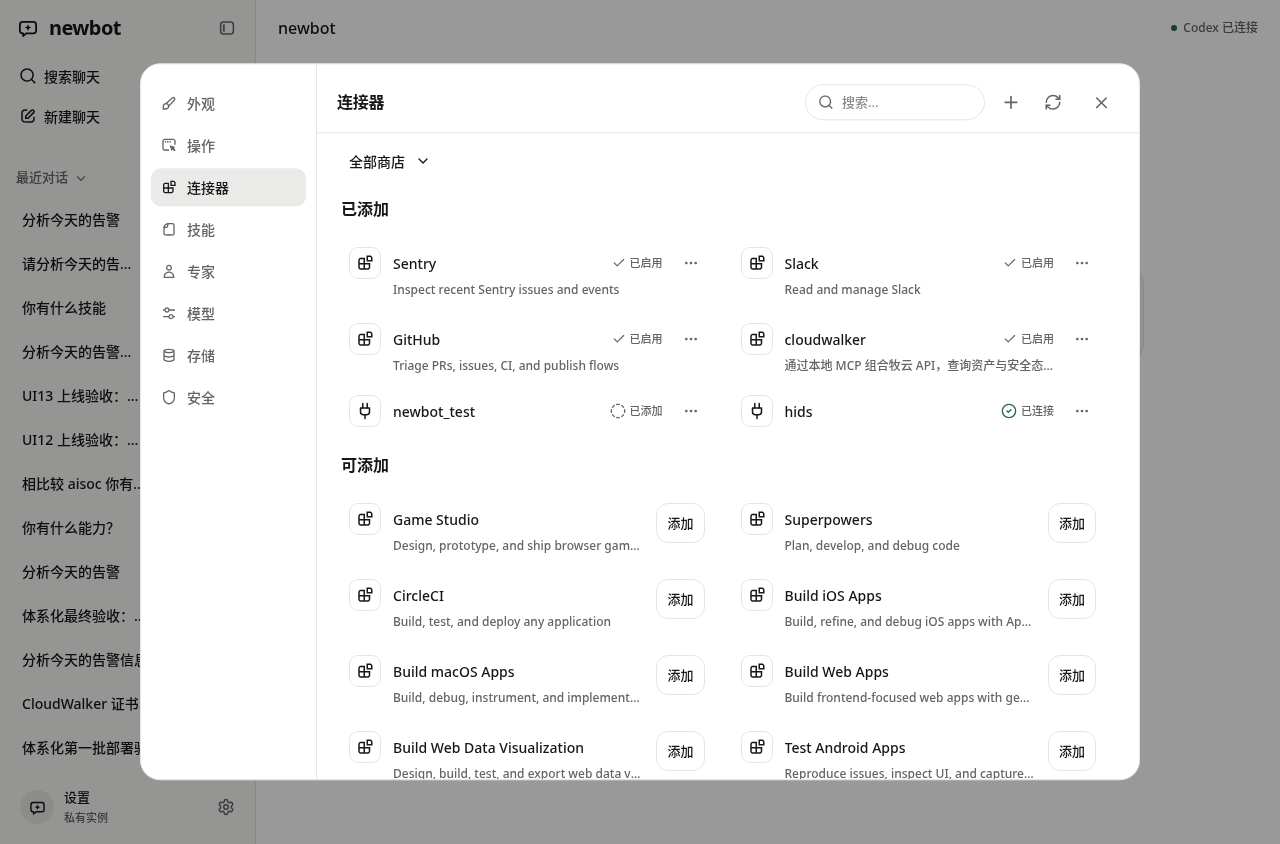 newbot
newbot
Codex 已连接
搜索聊天
新建聊天
最近对话
分析今天的告警
请分析今天的告...
你有什么技能
分析今天的告警...
UI13 上线验收：...
UI12 上线验收：...
相比较 aisoc 你有...
你有什么能力?
分析今天的告警
体系化最终验收：...
分析今天的告警信息
CloudWalker 证书
体系化第一批部署
设置
私有实例
外观
操作
连接器
技能
专家
模型
存储
安全
连接器
搜索...
全部商店
已添加
Sentry
已启用
Inspect recent Sentry issues and events
Slack
已启用
Read and manage Slack
GitHub
已启用
Triage PRs, issues, CI, and publish flows
cloudwalker
已启用
通过本地 MCP 组合牧云 API，查询资产与安全态...
newbot_test
已添加
hids
已连接
可添加
Game Studio
添加
Design, prototype, and ship browser gam...
Superpowers
添加
Plan, develop, and debug code
CircleCI
添加
Build, test, and deploy any application
Build iOS Apps
添加
Build, refine, and debug iOS apps with Ap...
Build macOS Apps
添加
Build, debug, instrument, and implement...
Build Web Apps
添加
Build frontend-focused web apps with ge...
Build Web Data Visualization
添加
Design, build, test, and export web data v...
Test Android Apps
添加
Reproduce issues, inspect UI, and capture...